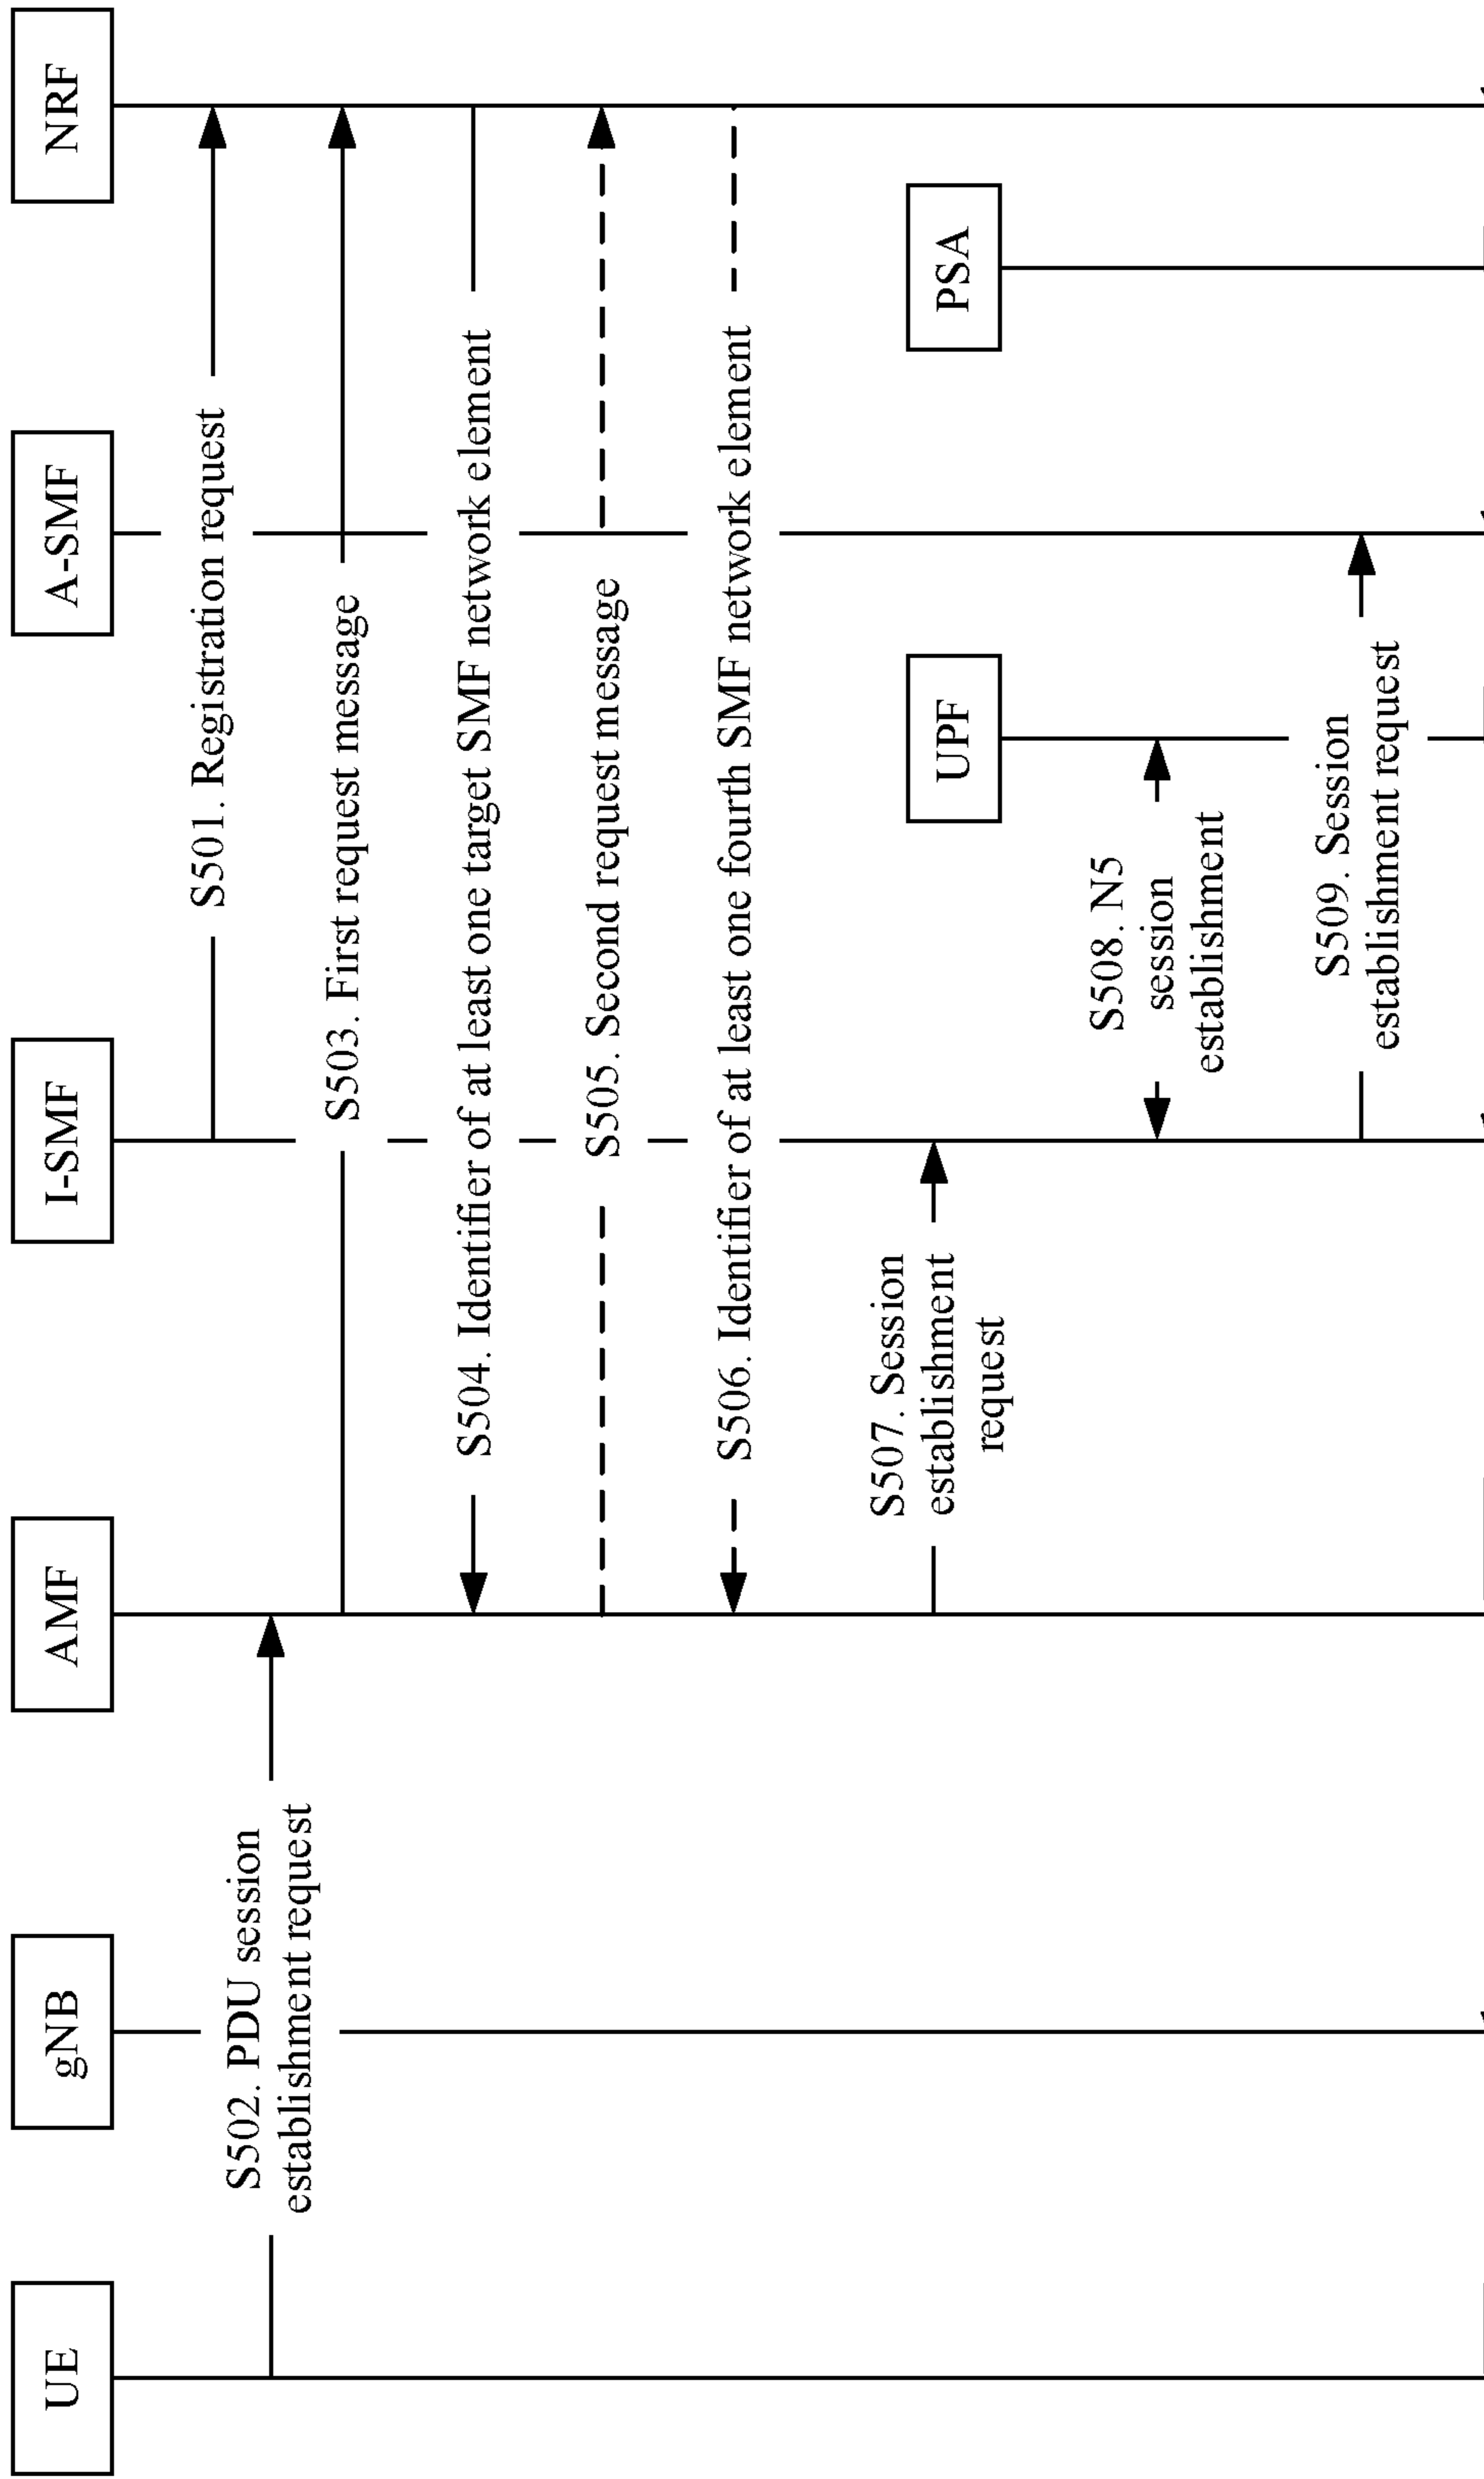 UE
gNB
AMF
I-SMF
A-SMF
NRF
S501. Registration request
S502. PDU session
establishment request
S503. First request message
S504. Identifier of at least one target SMF network element
S505. Second request message
S506. Identifier of at least one fourth SMF network element
S507. Session
establishment
request
UPF
PSA
S508. N5
session
establishment
S509. Session
establishment request